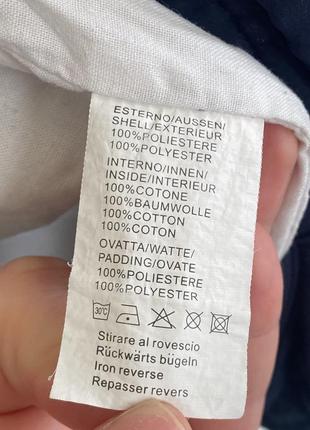 ESTERNO/AUSSEN/
SHELL/EXTERIEUR
100%POLIESTERE
100%POLYESTER
INTERNO/INNEN/
INSIDE/INTERIEUR
100%COTONE
100%BAUMWOLLE
100%COTTON
100%COTON
OVATTA/WATTE/
PADDING/OVATE
100%POLIESTERE
100%POLYESTER
30°C
Stirare al rovescio
Rückwärts bügeln
Iron reverse
Repasser revers